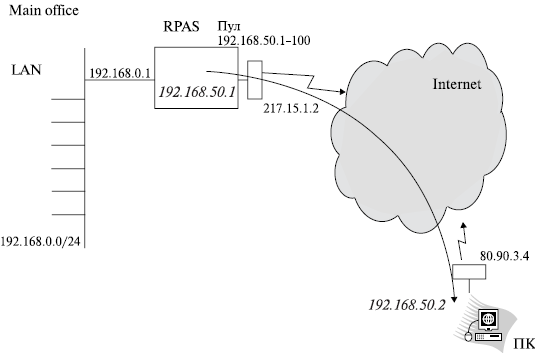 Main office
RPAS
Пул
192.168.50.1–100
LAN
192.168.0.1
192.168.50.1
217.15.1.2
Internet
192.168.0.0/24
80.90.3.4
192.168.50.2
ПК